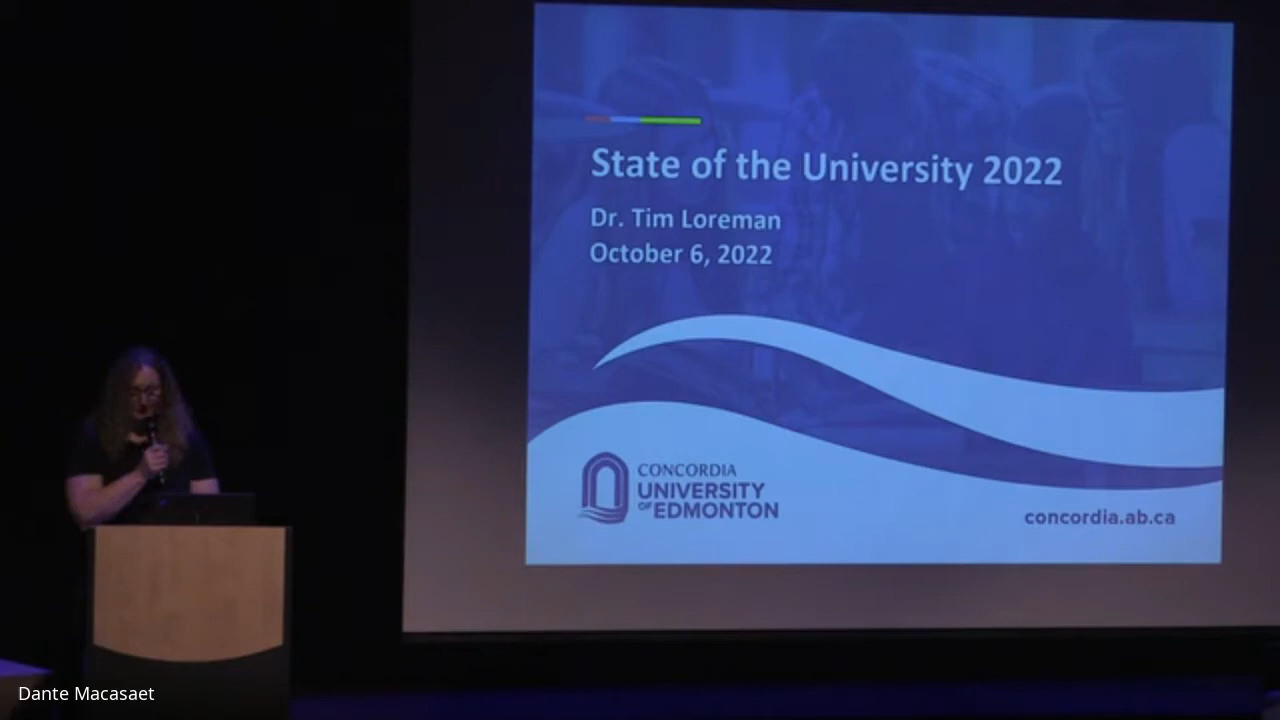 State of the University 2022
Dr. Tim Loreman
October 6, 2022
CONCORDIA
UNIVERSITY
OF EDMONTON
concordia.ab.ca
Dante Macasaet